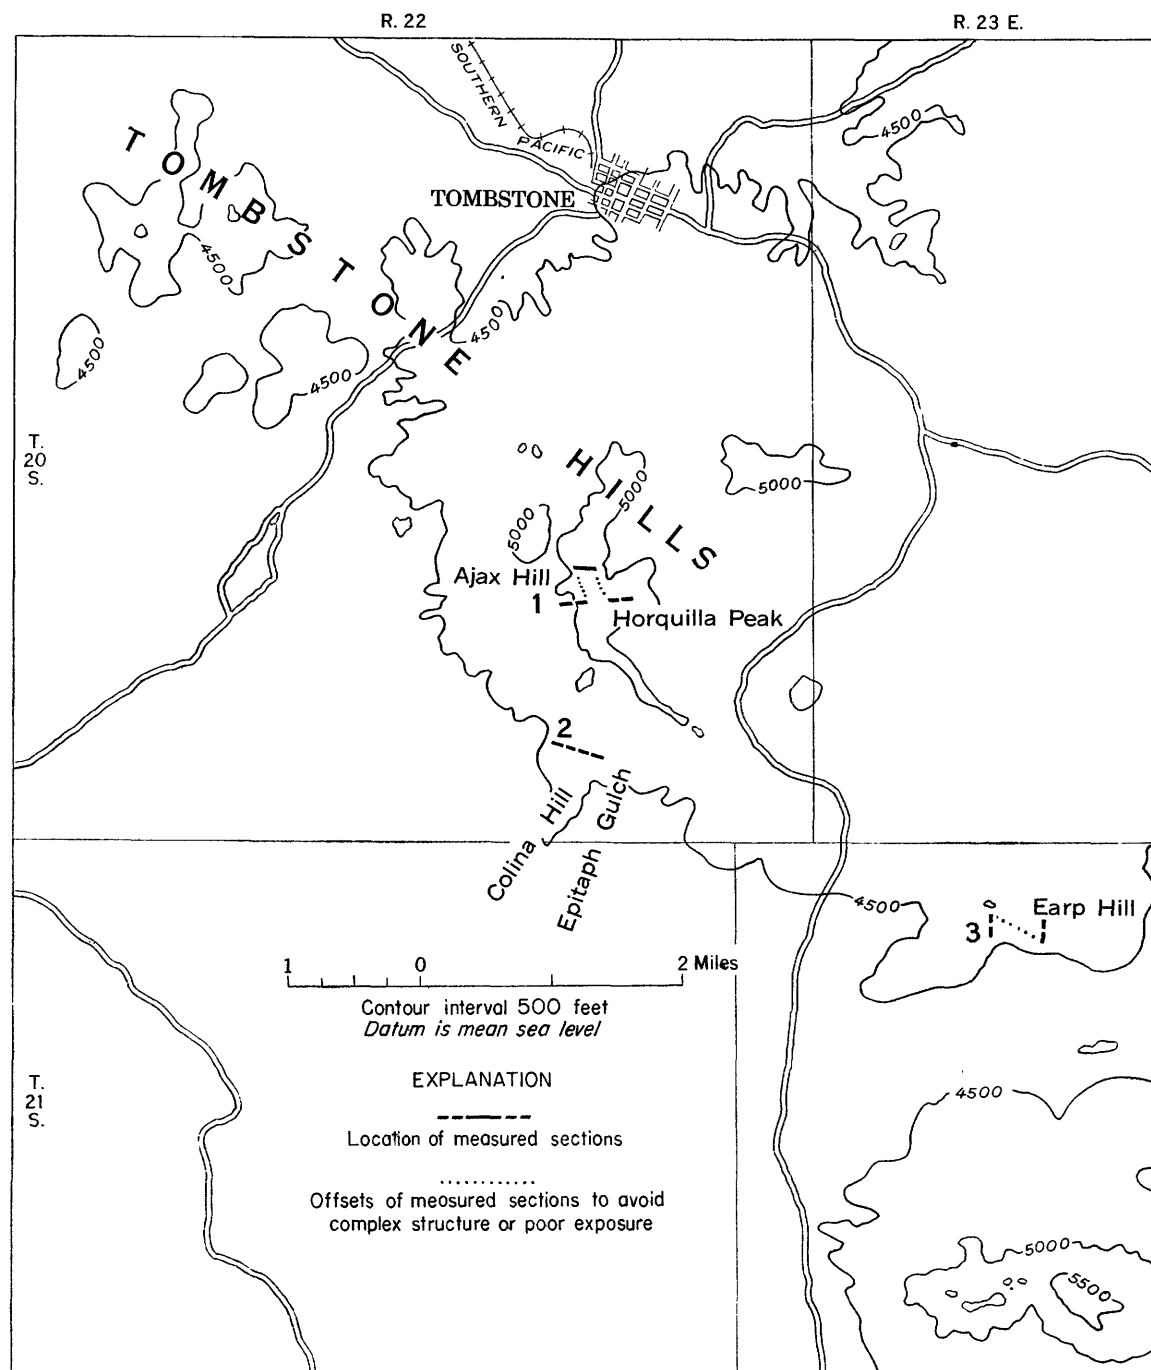 R. 22
R. 23 E.
SOUTHERN
PACIFIC
4500
TOMBSTONE
TOMBSTONE
4500
4500
4500
4500
T.
20
S.
HILLS
5000
5000
5000
Ajax Hill
1
Horquilla Peak
2
Colina Hill
Epitaph Gulch
4500
Earp Hill
3
1 0 2 Miles
Contour interval 500 feet
Datum is mean sea level
EXPLANATION
4500
T.
21
S.
Location of measured sections
Offsets of meosured sections to avoid
complex structure or poor exposure
5000
5500